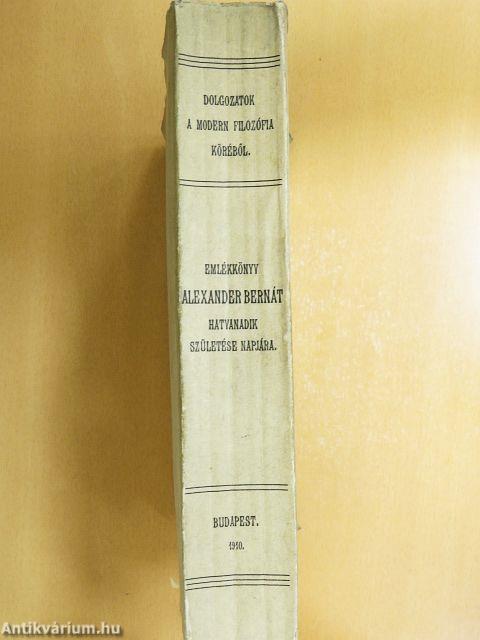 DOLGOZATOK
A MODERN FILOZÓFIA
KÖRÉBŐL.
EMLÉKKÖNYV
ALEXANDER BERNÁT
HATVANADIK
SZÜLETÉSE NAPJÁRA.
BUDAPEST.
1910.
Antikvárium.hu